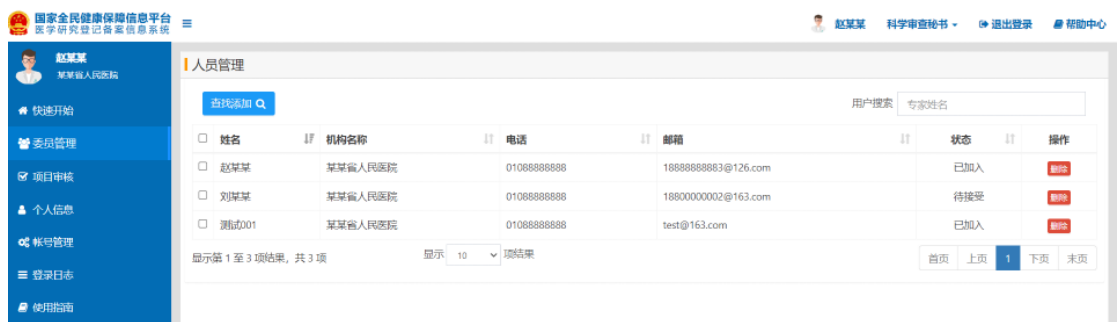 国家全民健康保障信息平台
医学研究登记备案信息系统
赵某某 科学审查秘书 退出登录 帮助中心
赵某某
某某省人民医院
快速开始
委员管理
项目审核
个人信息
帐号管理
登录日志
使用指南
人员管理
查找添加 用户搜索 专家姓名
姓名 机构名称 电话 邮箱 状态 操作
赵某某 某某省人民医院 01088888888 18888888883@126.com 已加入 删除
刘某某 某某省人民医院 01088888888 18800000002@163.com 待接受 删除
测试001 某某省人民医院 01088888888 test@163.com 已加入 删除
显示第 1 至 3 项结果，共 3 项 显示 10 项结果 首页 上页 1 下页 末页